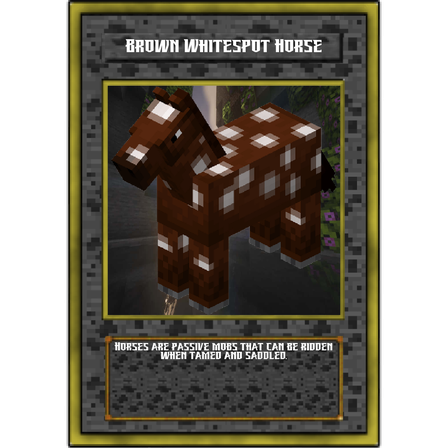 Brown Whitespot Horse
Horses are passive mobs that can be ridden
when tamed and saddled.